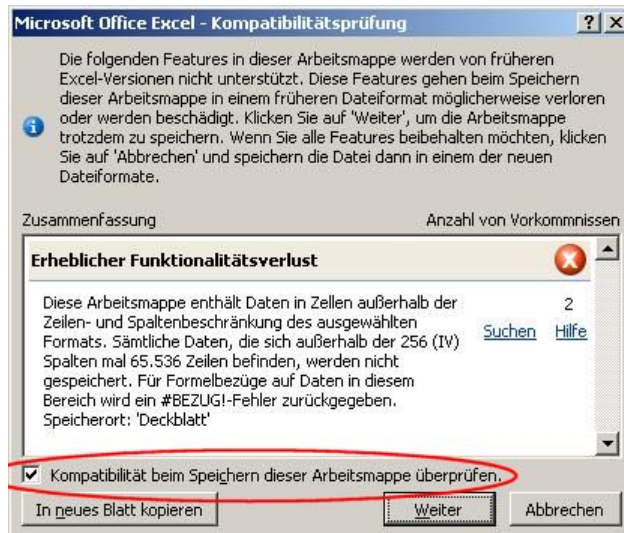 Microsoft Office Excel - Kompatibilitätsprüfung
Die folgenden Features in dieser Arbeitsmappe werden von früheren
Excel-Versionen nicht unterstützt. Diese Features gehen beim Speichern
dieser Arbeitsmappe in einem früheren Dateiformat möglicherweise verloren
oder werden beschädigt. Klicken Sie auf 'Weiter', um die Arbeitsmappe
trotzdem zu speichern. Wenn Sie alle Features beibehalten möchten, klicken
Sie auf 'Abbrechen' und speichern die Datei dann in einem der neuen
Dateiformate.
Zusammenfassung Anzahl von Vorkommnissen
Erheblicher Funktionalitätsverlust
Diese Arbeitsmappe enthält Daten in Zellen außerhalb der 2
Zeilen- und Spaltenbeschränkung des ausgewählten Suchen Hilfe
Formats. Sämtliche Daten, die sich außerhalb der 256 (IV)
Spalten mal 65.536 Zeilen befinden, werden nicht
gespeichert. Für Formelbezüge auf Daten in diesem
Bereich wird ein #BEZUG!-Fehler zurückgegeben.
Speicherort: 'Deckblatt'
Kompatibilität beim Speichern dieser Arbeitsmappe überprüfen.
In neues Blatt kopieren Weiter Abbrechen